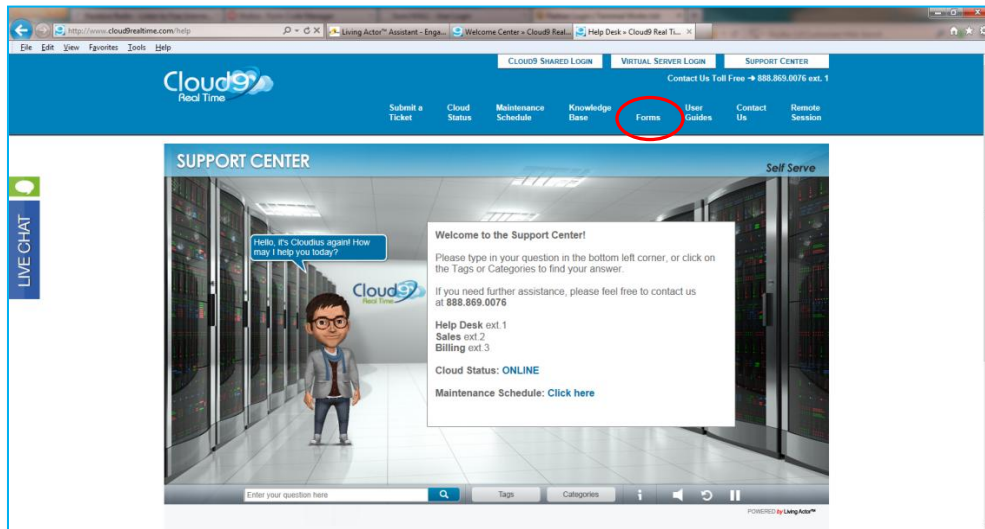 http://www.cloud9realtime.com/help
Living Actor™ Assistant - Enga...
Welcome Center » Cloud9 Real...
Help Desk » Cloud9 Real Ti...
File Edit View Favorites Tools Help
CLOUD9 SHARED LOGIN
VIRTUAL SERVER LOGIN
SUPPORT CENTER
Contact Us Toll Free → 888.869.0076 ext. 1
Cloud9
Real Time
Submit a Ticket
Cloud Status
Maintenance Schedule
Knowledge Base
Forms
User Guides
Contact Us
Remote Session
SUPPORT CENTER
Self Serve
LIVE CHAT
Hello, it's Cloudius again! How
may I help you today?
Cloud9
Real Time
Welcome to the Support Center!
Please type in your question in the bottom left corner, or click on
the Tags or Categories to find your answer.
If you need further assistance, please feel free to contact us
at 888.869.0076
Help Desk ext.1
Sales ext.2
Billing ext.3
Cloud Status: ONLINE
Maintenance Schedule: Click here
Enter your question here
Tags
Categories
POWERED by Living Actor™